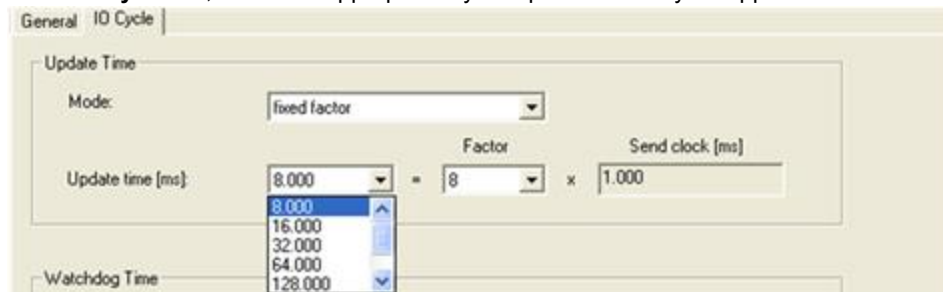 General IO Cycle
Update Time
Mode:
fixed factor
Factor Send clock [ms]
Update time [ms]: 8.000 = 8 x 1.000
8.000
16.000
32.000
64.000
Watchdog Time
128.000